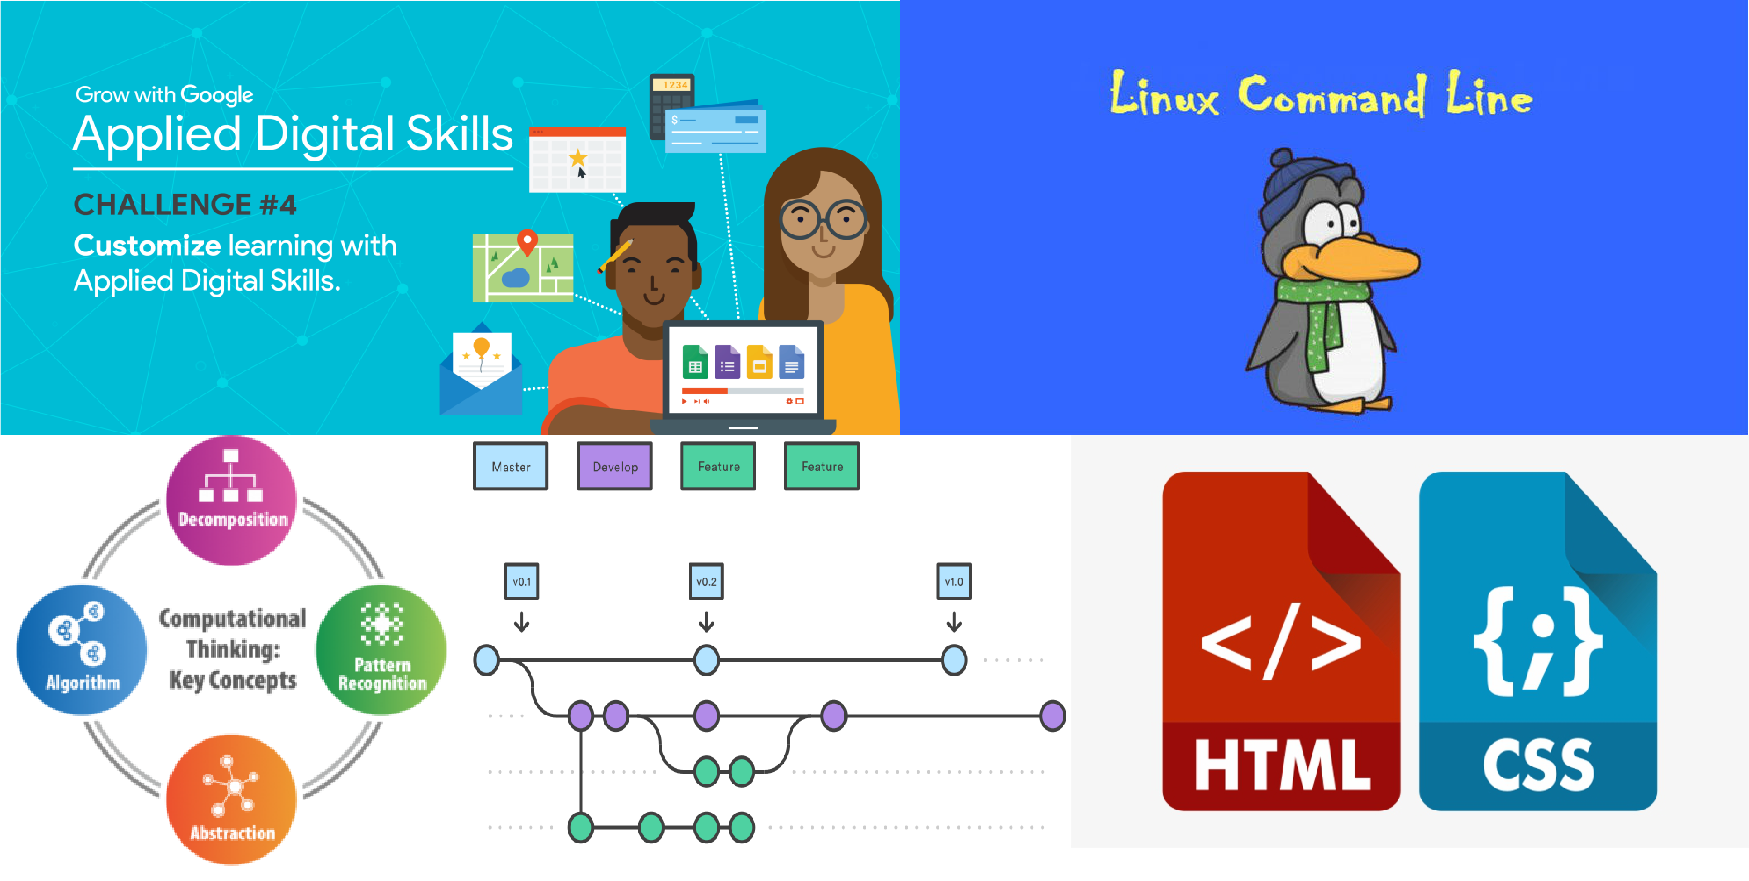 Grow with Google
Applied Digital Skills
CHALLENGE #4
Customize learning with
Applied Digital Skills.
1234
$
Linux Command Line
Decomposition
Computational
Thinking:
Key Concepts
Algorithm
Pattern
Recognition
Abstraction
Master
Develop
Feature
Feature
v0.1
v0.2
v1.0
</>
HTML
{;}
CSS